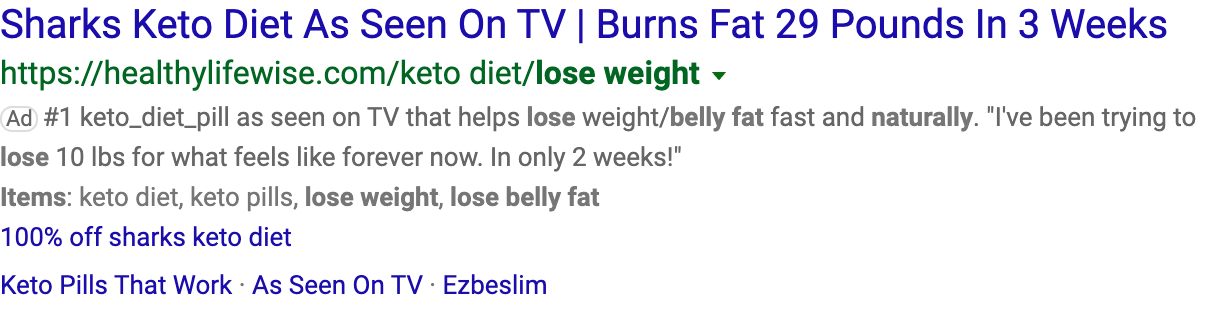 Sharks Keto Diet As Seen On TV | Burns Fat 29 Pounds In 3 Weeks
https://healthylifewise.com/keto diet/lose weight
Ad #1 keto_diet_pill as seen on TV that helps lose weight/belly fat fast and naturally. "I've been trying to
lose 10 lbs for what feels like forever now. In only 2 weeks!"
Items: keto diet, keto pills, lose weight, lose belly fat
100% off sharks keto diet
Keto Pills That Work · As Seen On TV · Ezbeslim